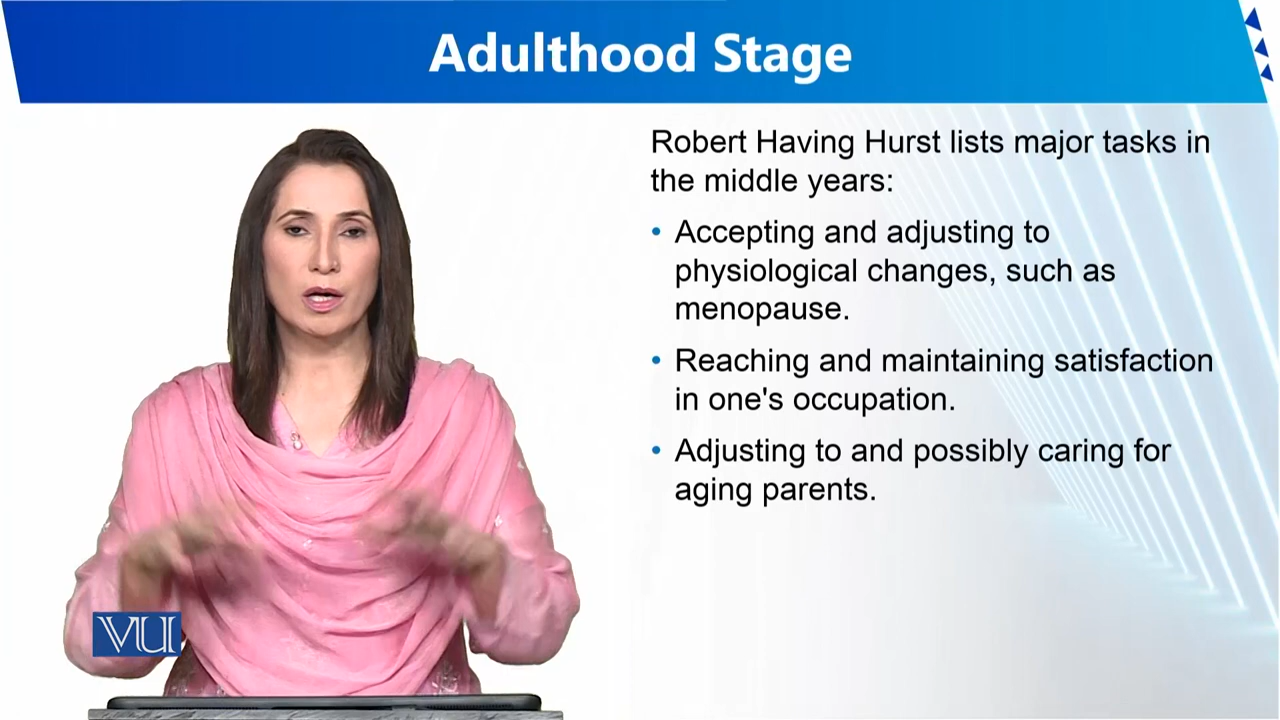 Adulthood Stage
Robert Having Hurst lists major tasks in
the middle years:
• Accepting and adjusting to
physiological changes, such as
menopause.
• Reaching and maintaining satisfaction
in one's occupation.
• Adjusting to and possibly caring for
aging parents.
VU